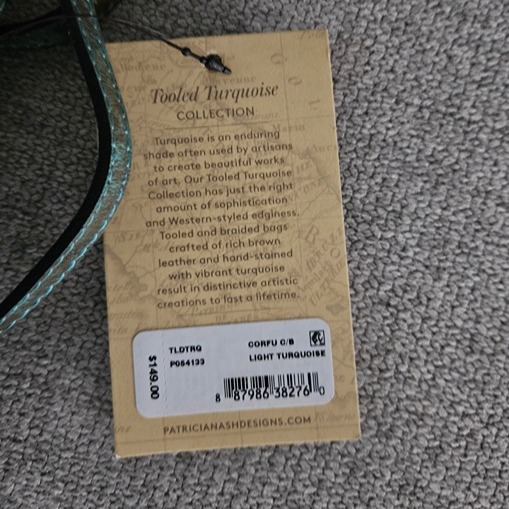 Tooled Turquoise
COLLECTION
Turquoise is an enduring
shade often used by artisans
to create beautiful works
of art. Our Tooled Turquoise
Collection has just the right
amount of sophistication
and Western-styled edginess.
Tooled and braided bags
crafted of rich brown
leather and hand-stained
with vibrant turquoise
result in distinctive artistic
creations to last a lifetime.
$149.00
TLDTRQ CORFU C/B
P054133 LIGHT TURQUOISE
8 87986 38276 0
PATRICIANASHDESIGNS.COM